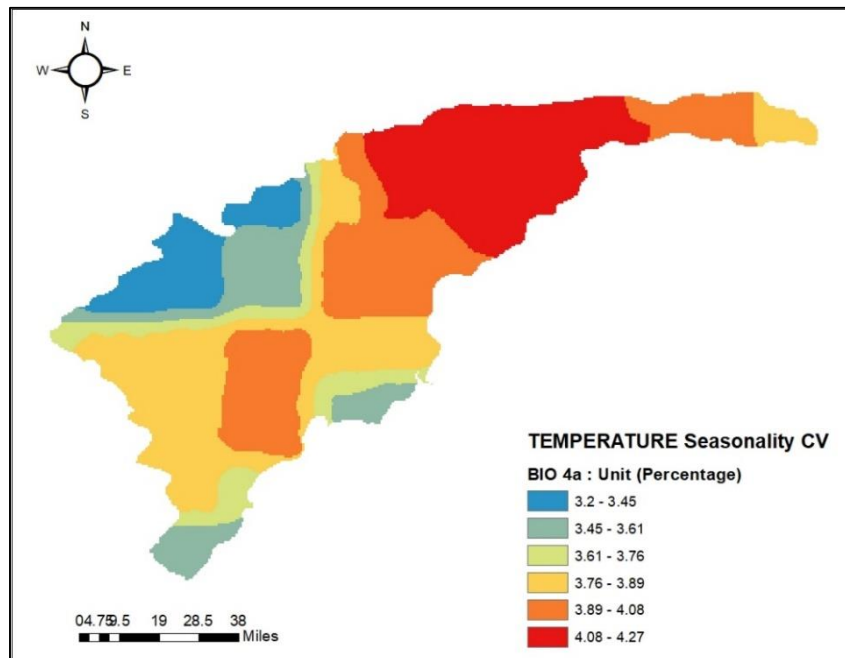 N
W E
S
TEMPERATURE Seasonality CV
BIO 4a : Unit (Percentage)
3.2 - 3.45
3.45 - 3.61
3.61 - 3.76
3.76 - 3.89
3.89 - 4.08
4.08 - 4.27
04.759.5 19 28.5 38
Miles